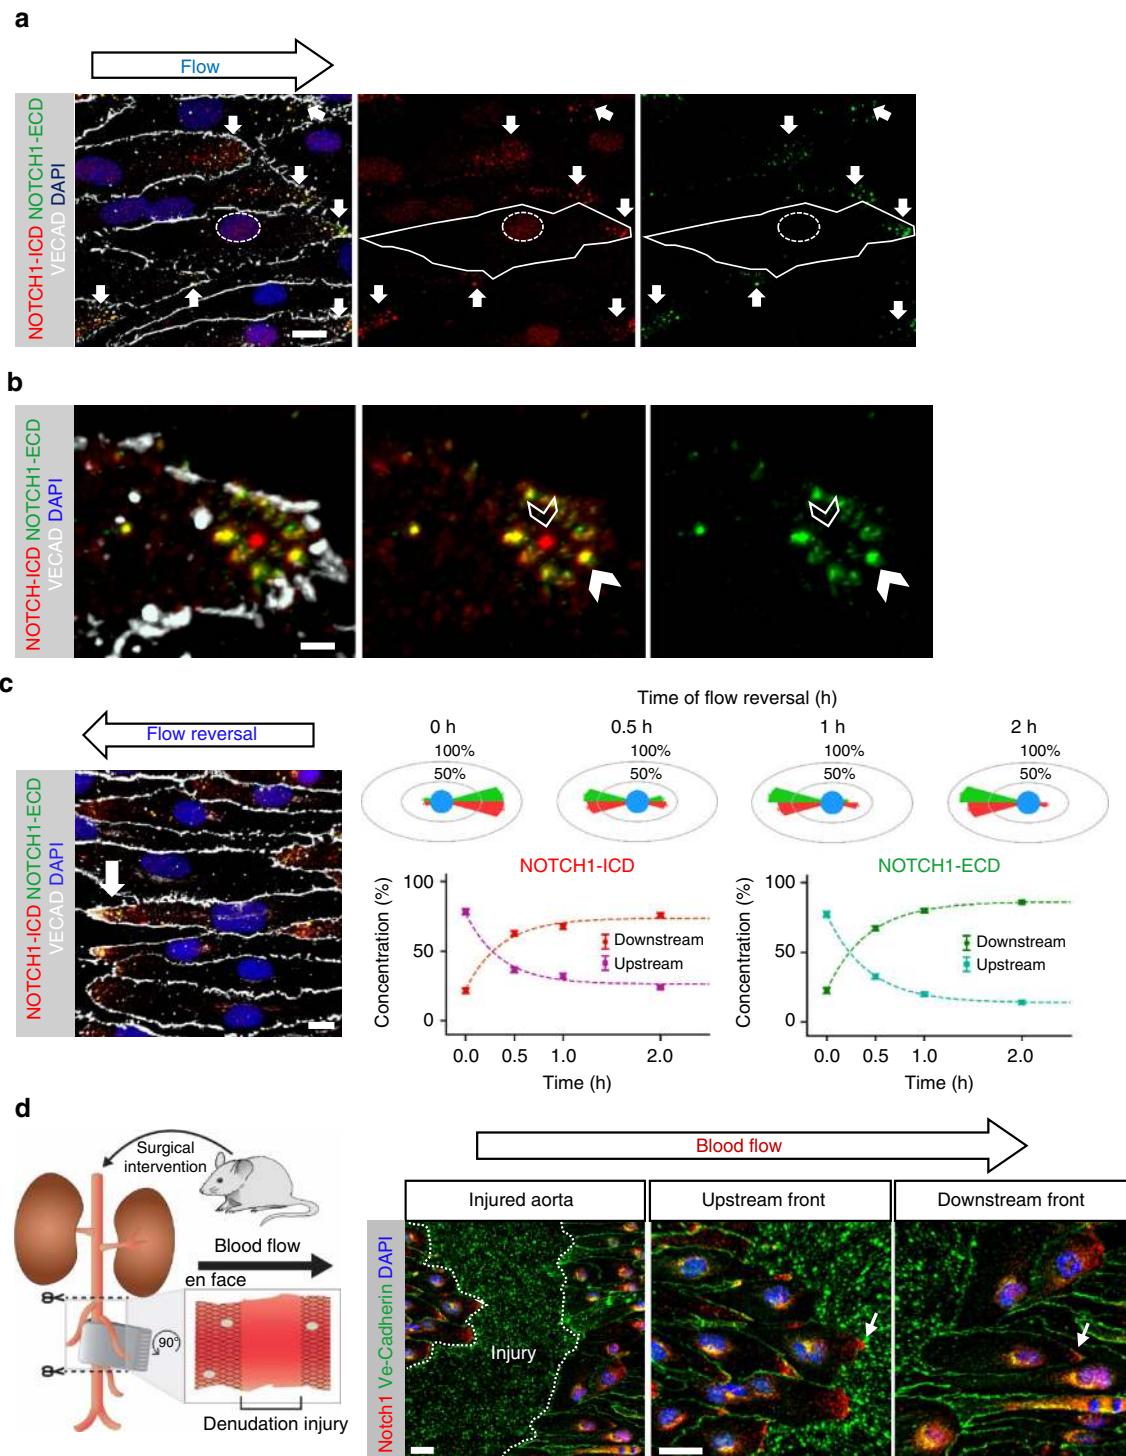 a
Flow
NOTCH1-ICD NOTCH1-ECD
VECAD DAPI
b
NOTCH-ICD NOTCH1-ECD
VECAD DAPI
c
Flow reversal
NOTCH1-ICD NOTCH1-ECD
VECAD DAPI
Time of flow reversal (h)
0 h
0.5 h
1 h
2 h
100%
100%
100%
100%
50%
50%
50%
50%
NOTCH1-ICD
Concentration (%)
100
50
0
Downstream
Upstream
0.0 0.5 1.0 2.0
Time (h)
NOTCH1-ECD
Concentration (%)
100
50
0
Downstream
Upstream
0.0 0.5 1.0 2.0
Time (h)
d
Surgical
intervention
Blood flow
en face
90°
Denudation injury
Blood flow
Injured aorta
Upstream front
Downstream front
Notch1 Ve-Cadherin DAPI
Injury